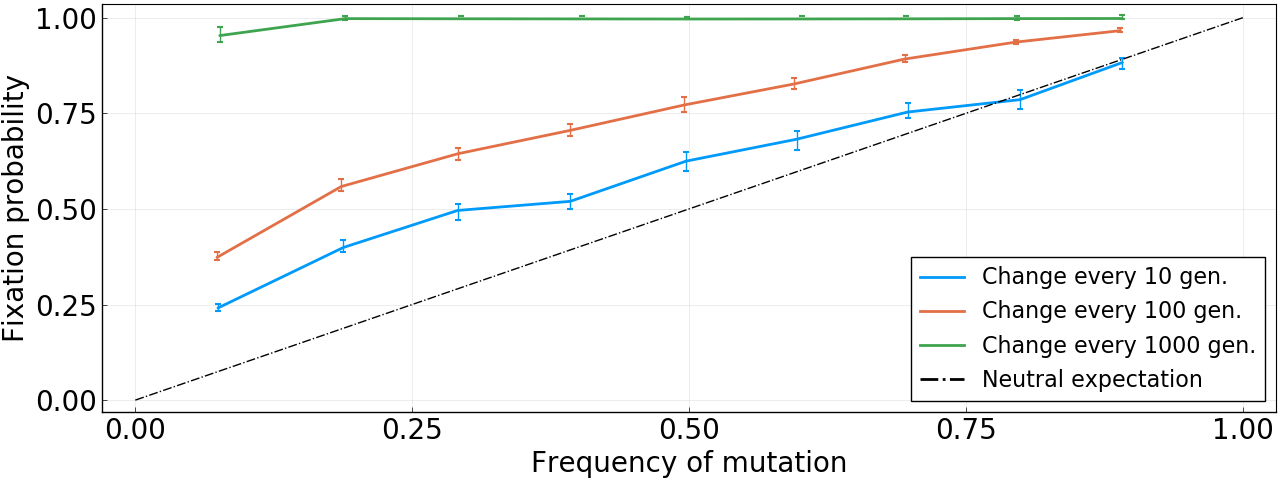 1.00
0.75
0.50
0.25
0.00
Fixation probability
Change every 10 gen.
Change every 100 gen.
Change every 1000 gen.
Neutral expectation
0.00 0.25 0.50 0.75 1.00
Frequency of mutation